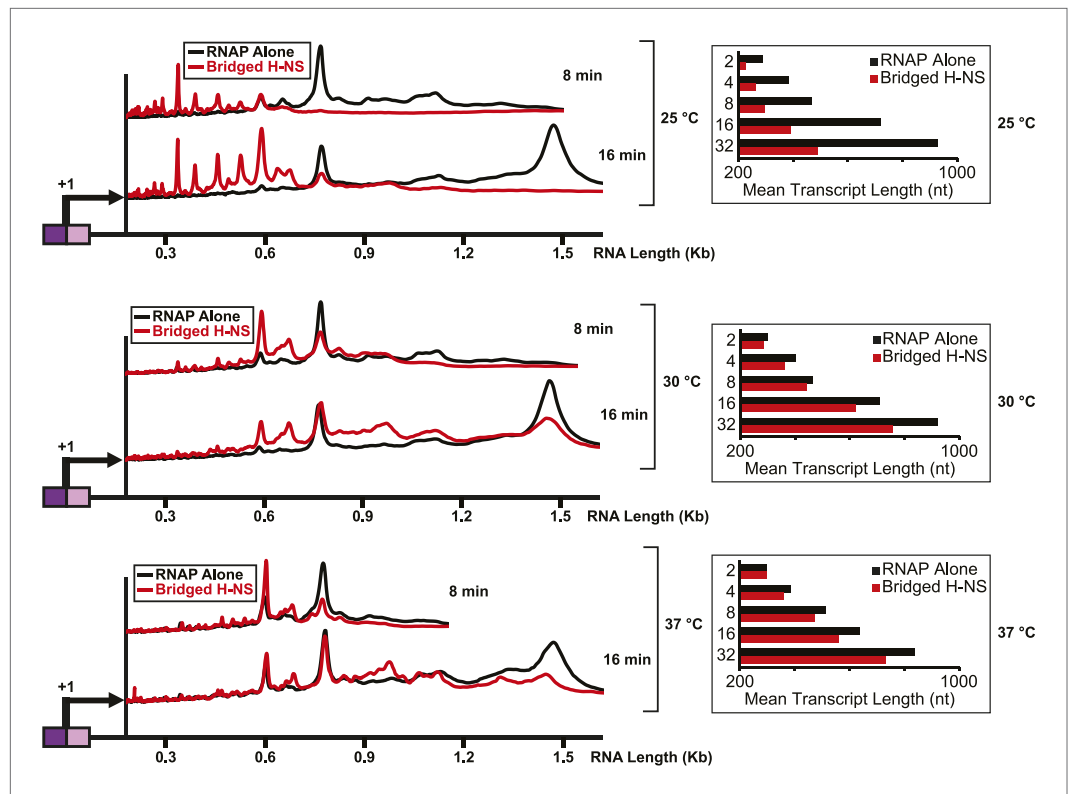 RNAP Alone
Bridged H-NS
8 min
16 min
25 °C
+1
0.3 0.6 0.9 1.2 1.5
RNA Length (Kb)
2
4
8
16
32
RNAP Alone
Bridged H-NS
200 1000
Mean Transcript Length (nt)
25 °C
RNAP Alone
Bridged H-NS
8 min
16 min
30 °C
+1
0.3 0.6 0.9 1.2 1.5
RNA Length (Kb)
2
4
8
16
32
RNAP Alone
Bridged H-NS
200 1000
Mean Transcript Length (nt)
30 °C
RNAP Alone
Bridged H-NS
8 min
16 min
37 °C
+1
0.3 0.6 0.9 1.2 1.5
RNA Length (Kb)
2
4
8
16
32
RNAP Alone
Bridged H-NS
200 1000
Mean Transcript Length (nt)
37 °C